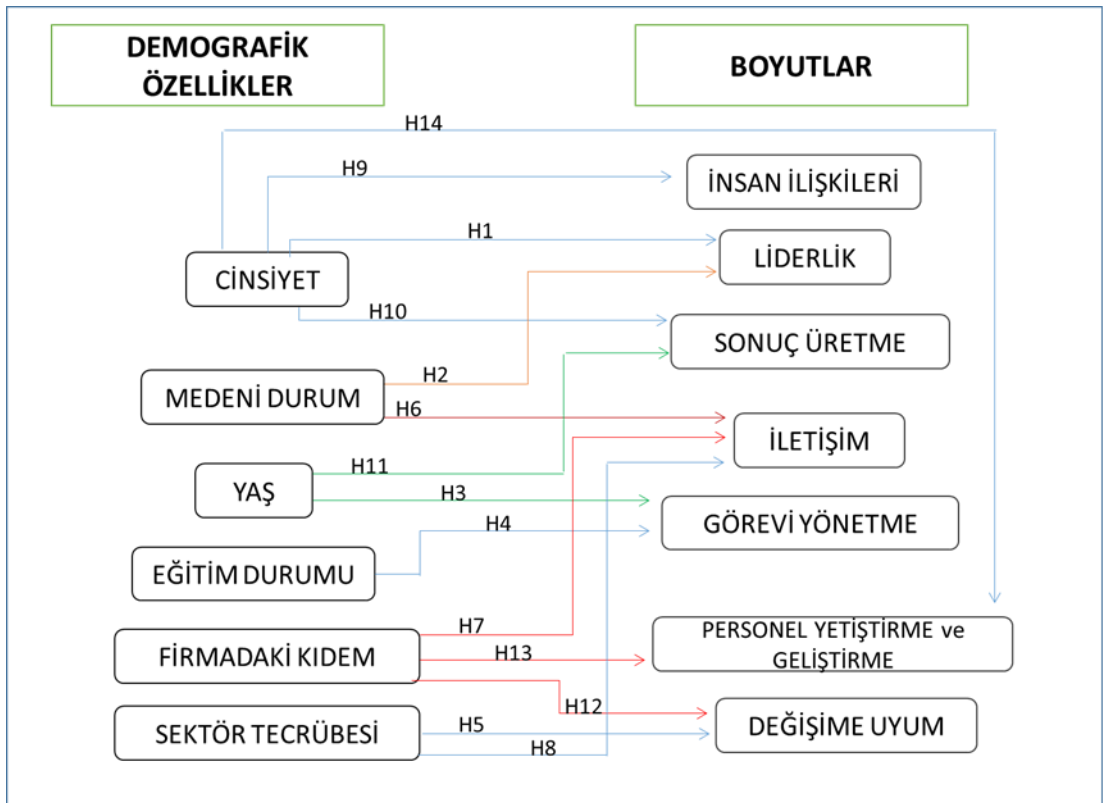 DEMOGRAFİK
ÖZELLİKLER
BOYUTLAR
H14
H9
İNSAN İLİŞKİLERİ
H1
LİDERLİK
CİNSİYET
H10
SONUÇ ÜRETME
H2
MEDENİ DURUM
H6
İLETİŞİM
H11
YAŞ
H3
GÖREVİ YÖNETME
H4
EĞİTİM DURUMU
H7
PERSONEL YETİŞTİRME ve
GELİŞTİRME
FİRMADAKİ KIDEM
H13
H12
SEKTÖR TECRÜBESİ
H5
DEĞİŞİME UYUM
H8